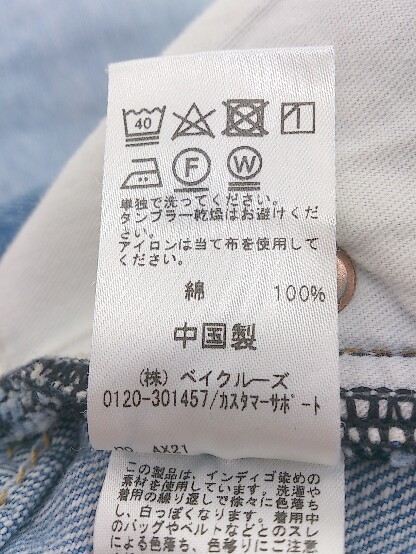 40
F W
単独で洗ってください。
タンブラー乾燥はお避けくだ
さい。
アイロンは当て布を使用して
ください。
綿 100%
中国製
(株) ベイクルーズ
0120-301457/カスタマーサポート
4X21
この製品は、インディゴ染めの
素材を使用しています。洗濯や
着用の繰り返しで徐々に色落ち
し、白っぽくなります。着用中
のバッグやベルトなどとのスレ
による色落ち、色移りにご注